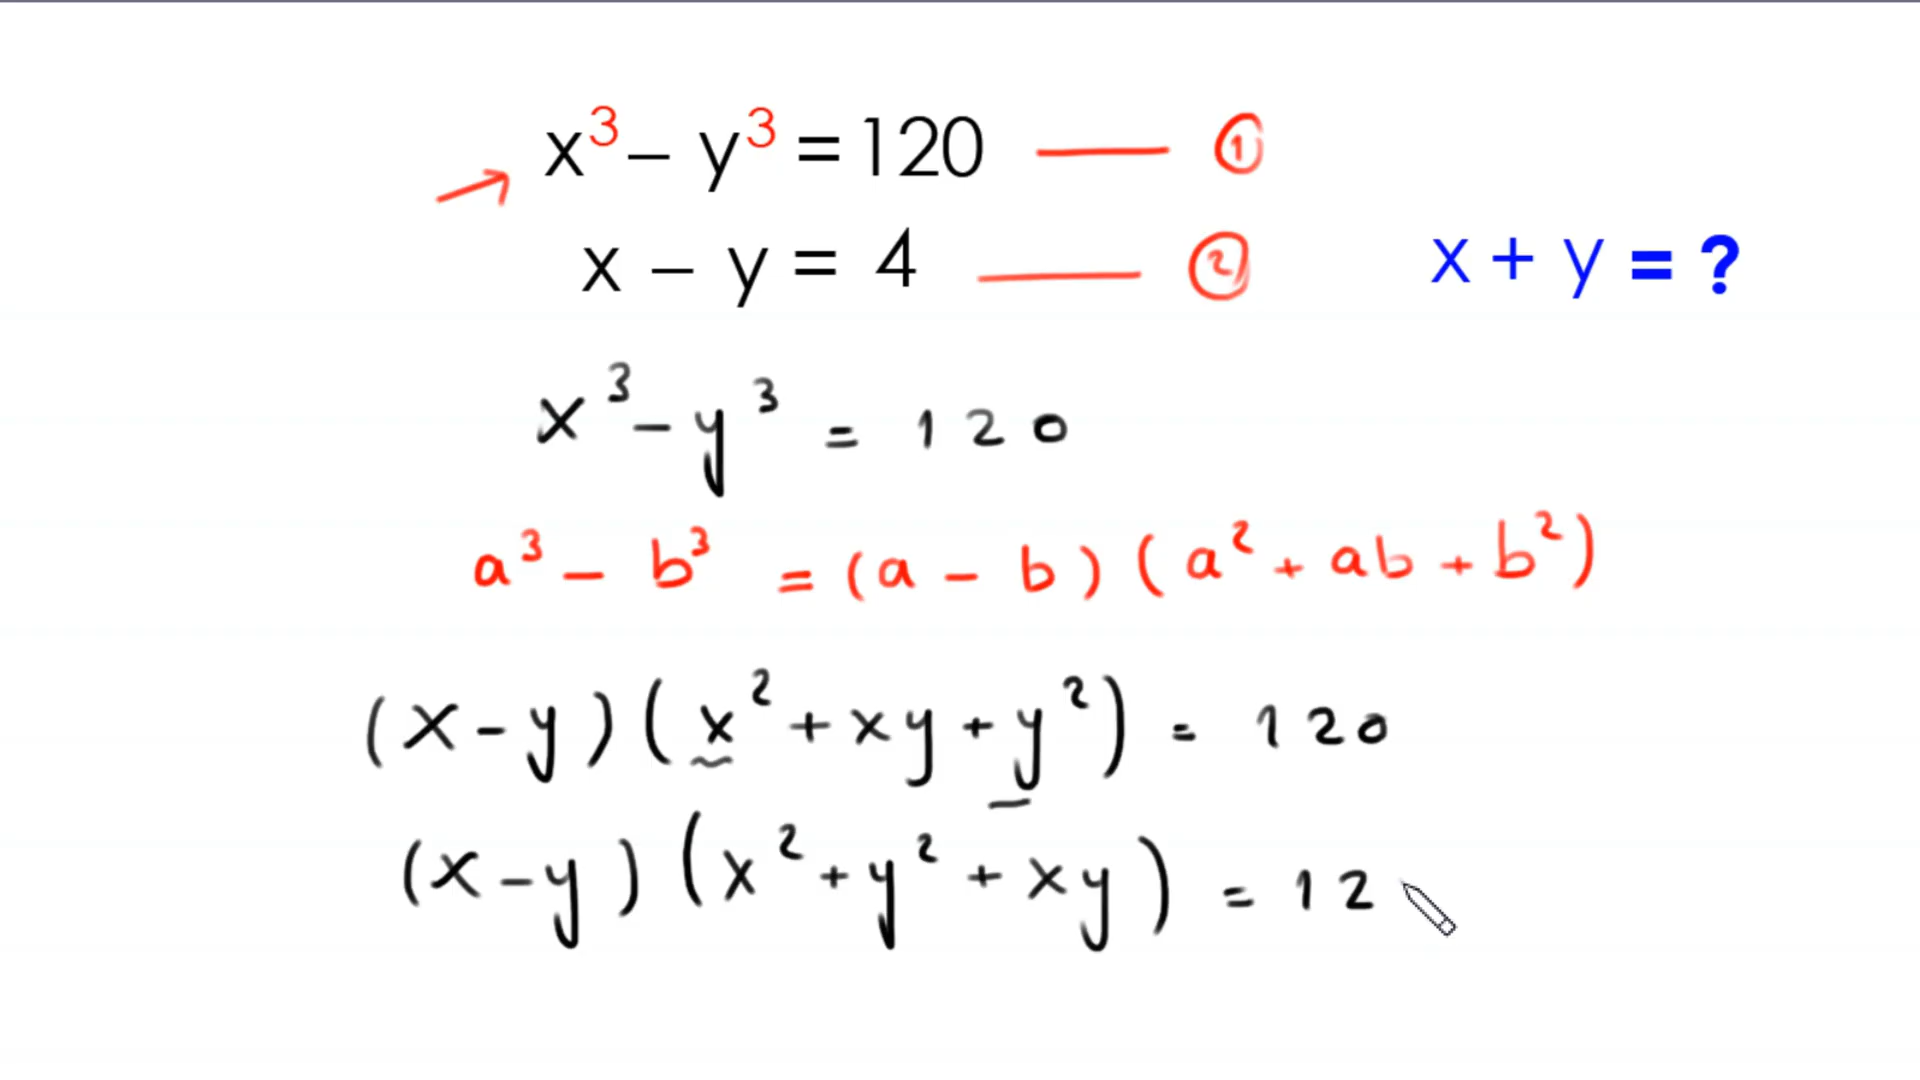 x³ – y³ = 120 —— ①
x – y = 4 —— ②
x + y = ?
x³ – y³ = 120
a³ – b³ = (a – b)(a² + ab + b²)
(x – y)(x² + xy + y²) = 120
(x – y)(x² + y² + xy) = 12